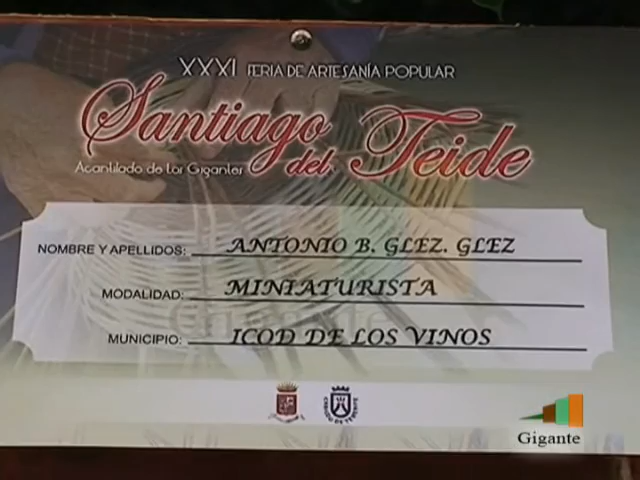 XXXI FERIA DE ARTESANÍA POPULAR
Santiago del Teide
Acantilado de Los Gigantes
NOMBRE Y APELLIDOS: ANTONIO B. GLEZ. GLEZ
MODALIDAD: MINIATURISTA
MUNICIPIO: ICOD DE LOS VINOS
Gigante